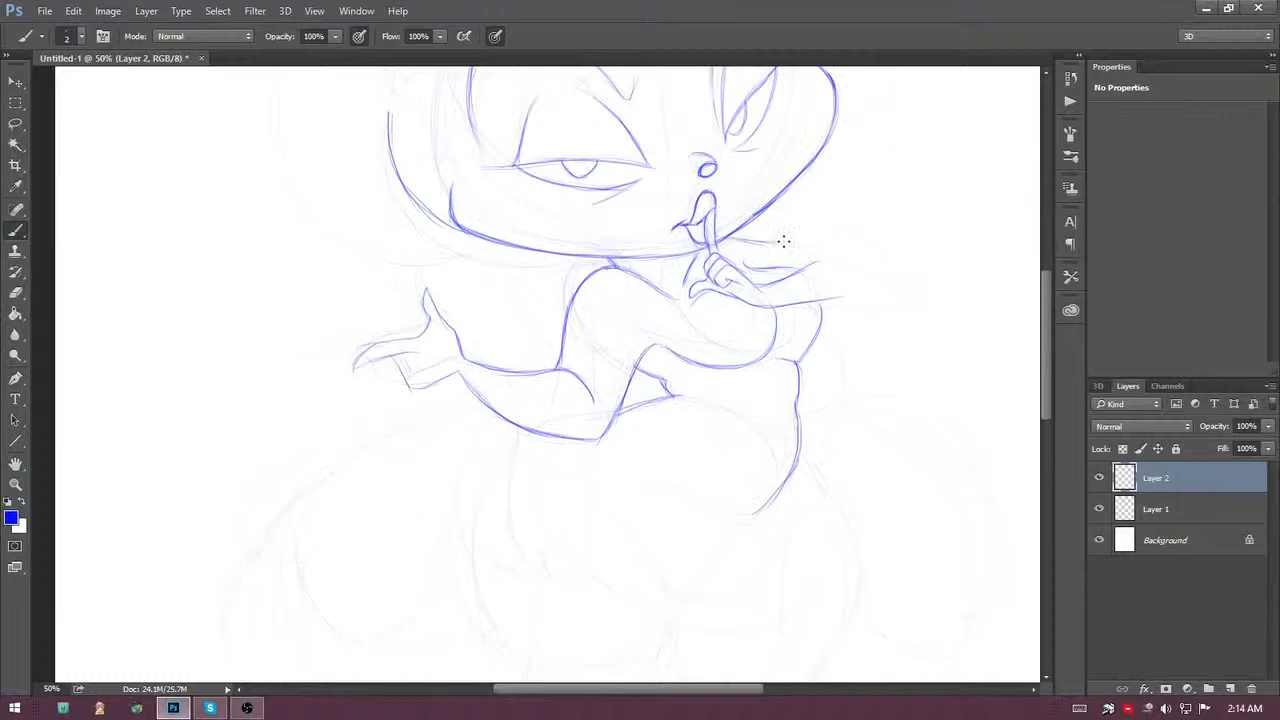 Ps File Edit Image Layer Type Select Filter 3D View Window Help
2 Mode: Normal Opacity: 100% Flow: 100% 3D
Untitled-1 @ 50% (Layer 2, RGB/8) * ×
Properties
No Properties
3D Layers Channels
Kind
Normal Opacity: 100%
Lock: Fill: 100%
Layer 2
Layer 1
Background
50% Doc: 24.1M/25.7M
Ps 2:14 AM